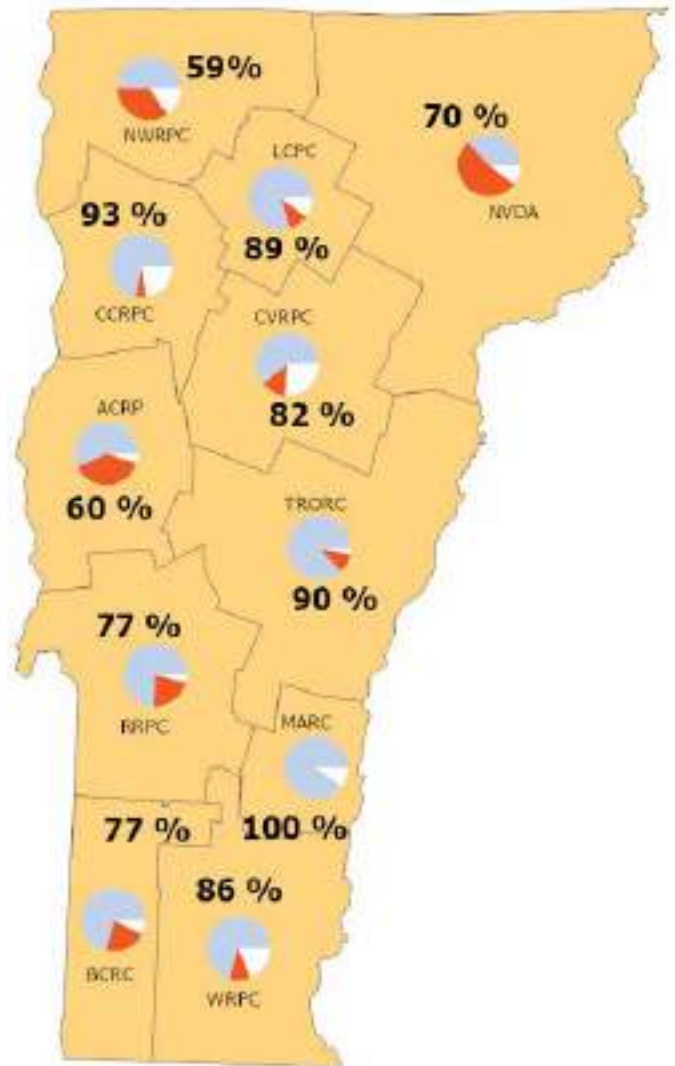 59%
NWRPC
70 %
NVDA
LCPC
89 %
93 %
CCRPC
CVRPC
82 %
ACRP
60 %
TRORC
90 %
77 %
RRPC
MARC
100 %
77 %
BCRC
86 %
WRPC